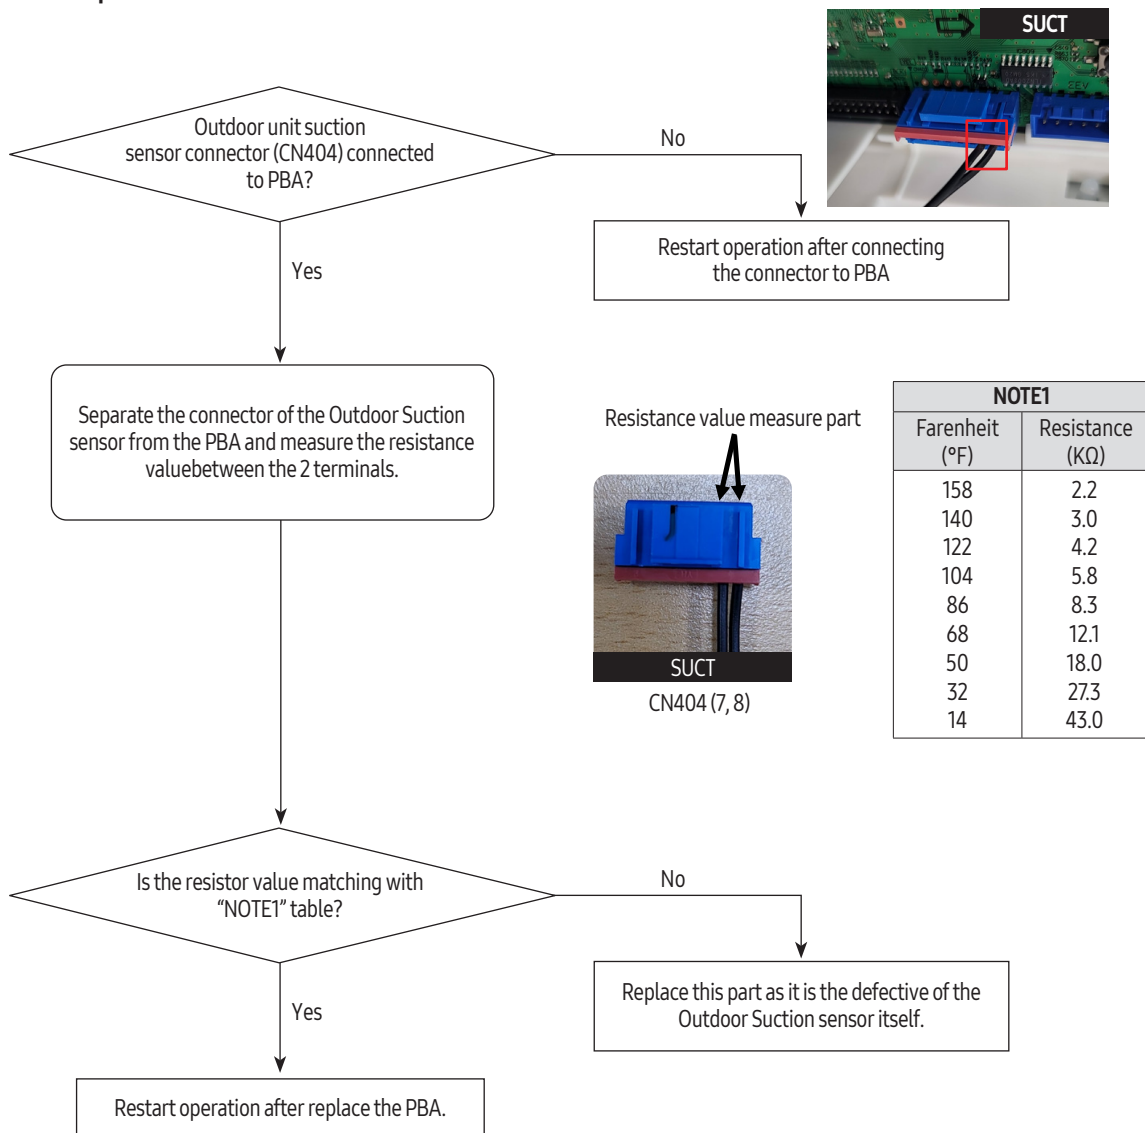 SUCT
Outdoor unit suction
sensor connector (CN404) connected
to PBA?
No
Restart operation after connecting
the connector to PBA
Yes
Separate the connector of the Outdoor Suction
sensor from the PBA and measure the resistance
valuebetween the 2 terminals.
Resistance value measure part
SUCT
CN404 (7, 8)
NOTE1
Farenheit Resistance
(°F) (KΩ)
158 2.2
140 3.0
122 4.2
104 5.8
86 8.3
68 12.1
50 18.0
32 27.3
14 43.0
Is the resistor value matching with
“NOTE1” table?
No
Replace this part as it is the defective of the
Outdoor Suction sensor itself.
Yes
Restart operation after replace the PBA.